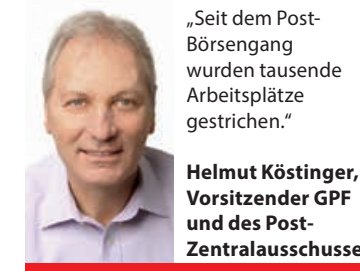 „Seit dem Post-
Börsengang
wurden tausende
Arbeitsplätze
gestrichen.“
Helmut Köstinger,
Vorsitzender GPF
und des Post-
Zentralausschusse